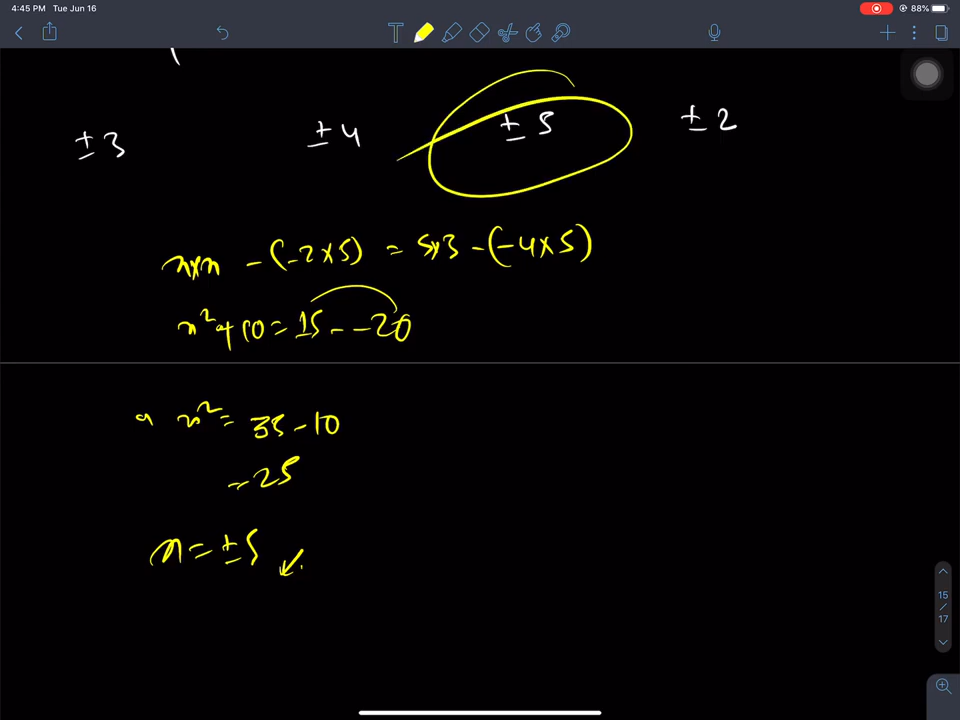 4:45 PM Tue Jun 16
88%
T
±3 ±4 ±5 ±2
x×x - (-2×5) = 5×3 - (-4×5)
x²+10 = 15 - -20
x² = 35 - 10
= 25
x = ±5
15
/
17